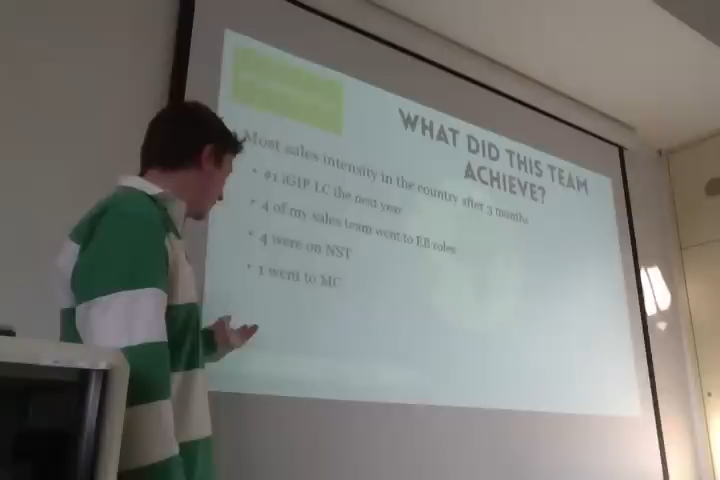 WHAT DID THIS TEAM
ACHIEVE?
Most sales intensity in the country after 3 months
• #1 iGIP LC the next year
• 4 of my sales team went to EB roles
• 4 were on NST
• 1 went to MC